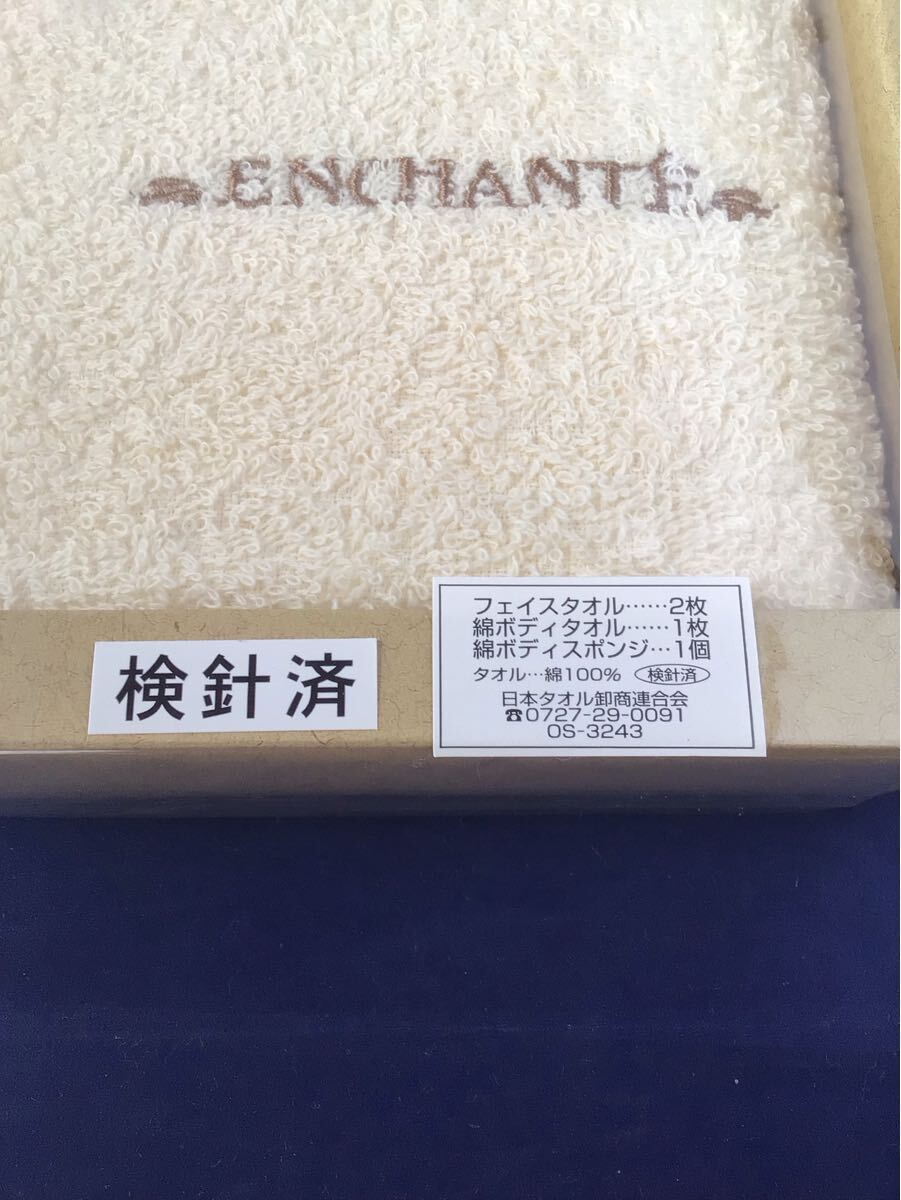 ENCHANTÉ
検針済
フェイスタオル……2枚
綿ボディタオル……1枚
綿ボディスポンジ…1個
タオル…綿100% 検針済
日本タオル卸商連合会
☎0727-29-0091
OS-3243